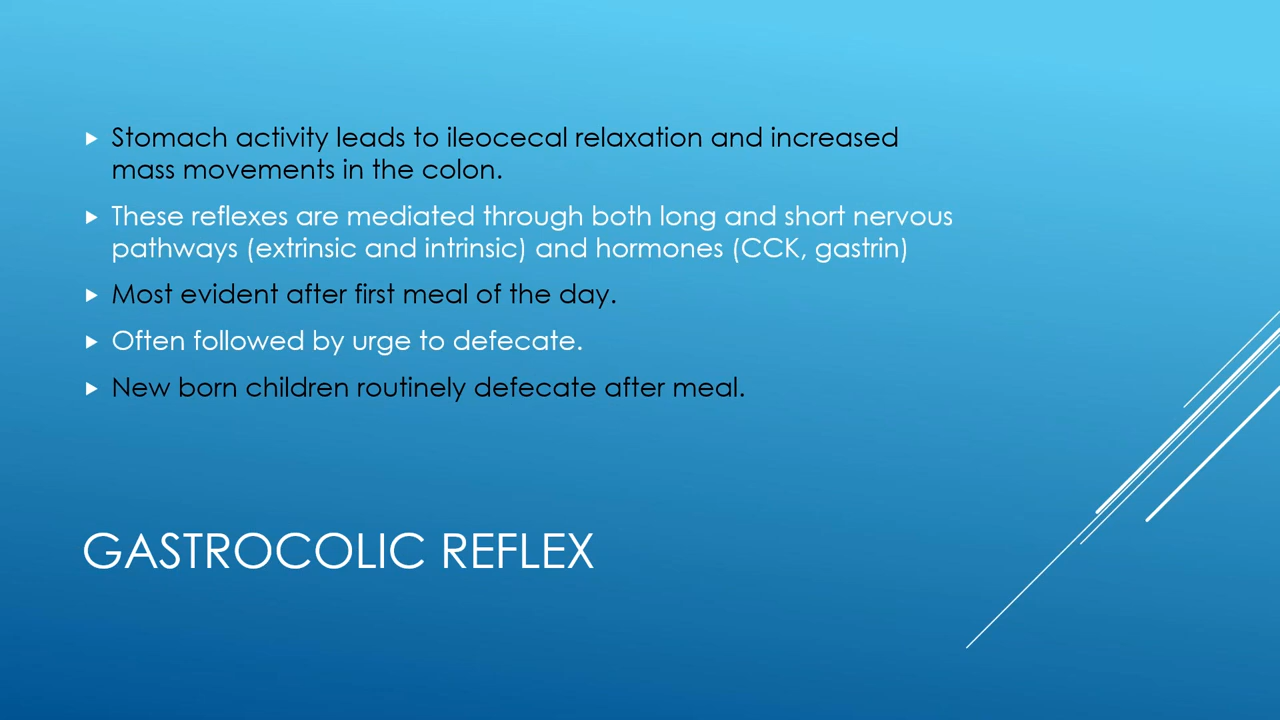 Stomach activity leads to ileocecal relaxation and increased
mass movements in the colon.
These reflexes are mediated through both long and short nervous
pathways (extrinsic and intrinsic) and hormones (CCK, gastrin)
Most evident after first meal of the day.
Often followed by urge to defecate.
New born children routinely defecate after meal.
GASTROCOLIC REFLEX